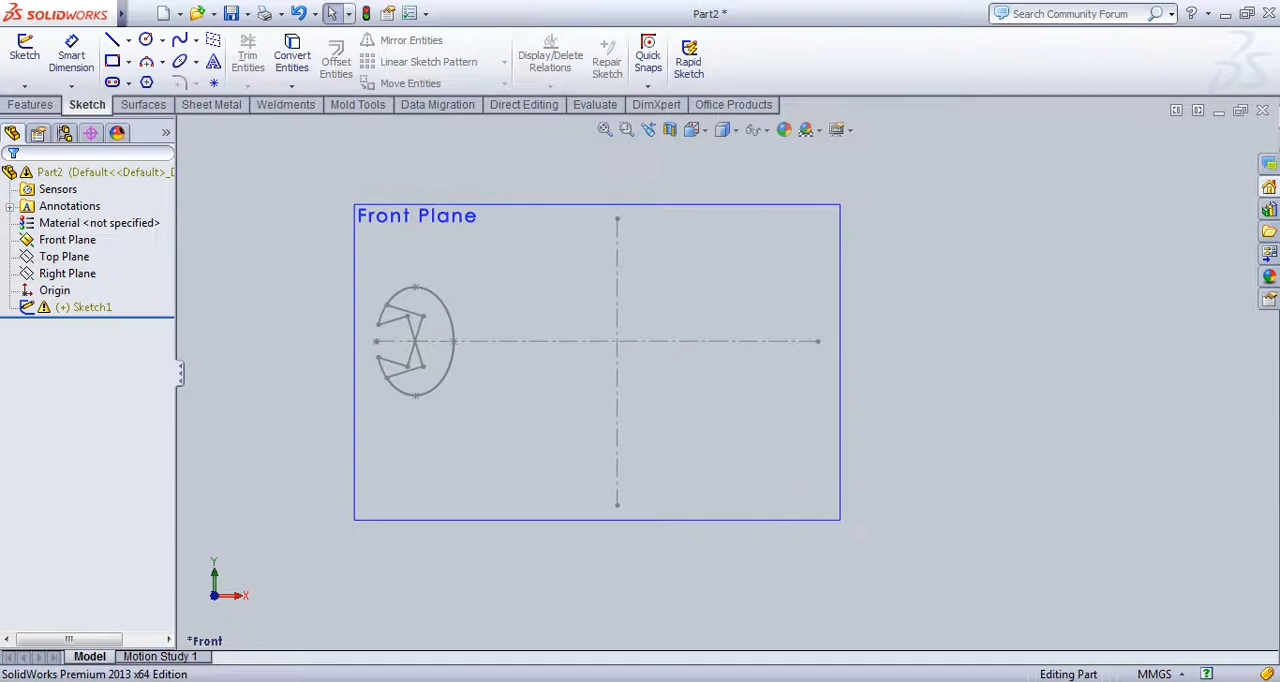 SOLIDWORKS
Part2 *
Search Community Forum
Sketch
Smart Dimension
Trim Entities
Convert Entities
Offset Entities
Mirror Entities
Linear Sketch Pattern
Move Entities
Display/Delete Relations
Repair Sketch
Quick Snaps
Rapid Sketch
Features
Sketch
Surfaces
Sheet Metal
Weldments
Mold Tools
Data Migration
Direct Editing
Evaluate
DimXpert
Office Products
Part2 (Default<<Default>_D
Sensors
Annotations
Material <not specified>
Front Plane
Top Plane
Right Plane
Origin
(+) Sketch1
Front Plane
Y
X
*Front
Model
Motion Study 1
SolidWorks Premium 2013 x64 Edition
Editing Part
MMGS